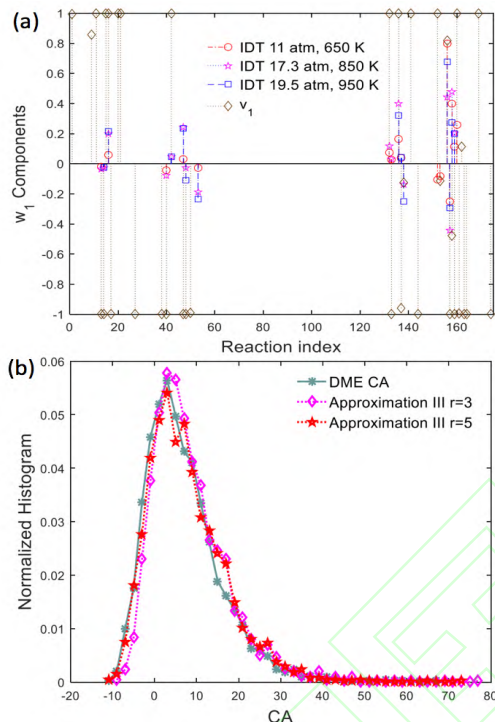 (a)
IDT 11 atm, 650 K
IDT 17.3 atm, 850 K
IDT 19.5 atm, 950 K
v1
w1 Components
1
0.8
0.6
0.4
0.2
0
-0.2
-0.4
-0.6
-0.8
-1
0 20 40 60 80 100 120 140 160
Reaction index
(b)
DME CA
Approximation III r=3
Approximation III r=5
Normalized Histogram
0.06
0.05
0.04
0.03
0.02
0.01
0
-20 -10 0 10 20 30 40 50 60 70 80
CA